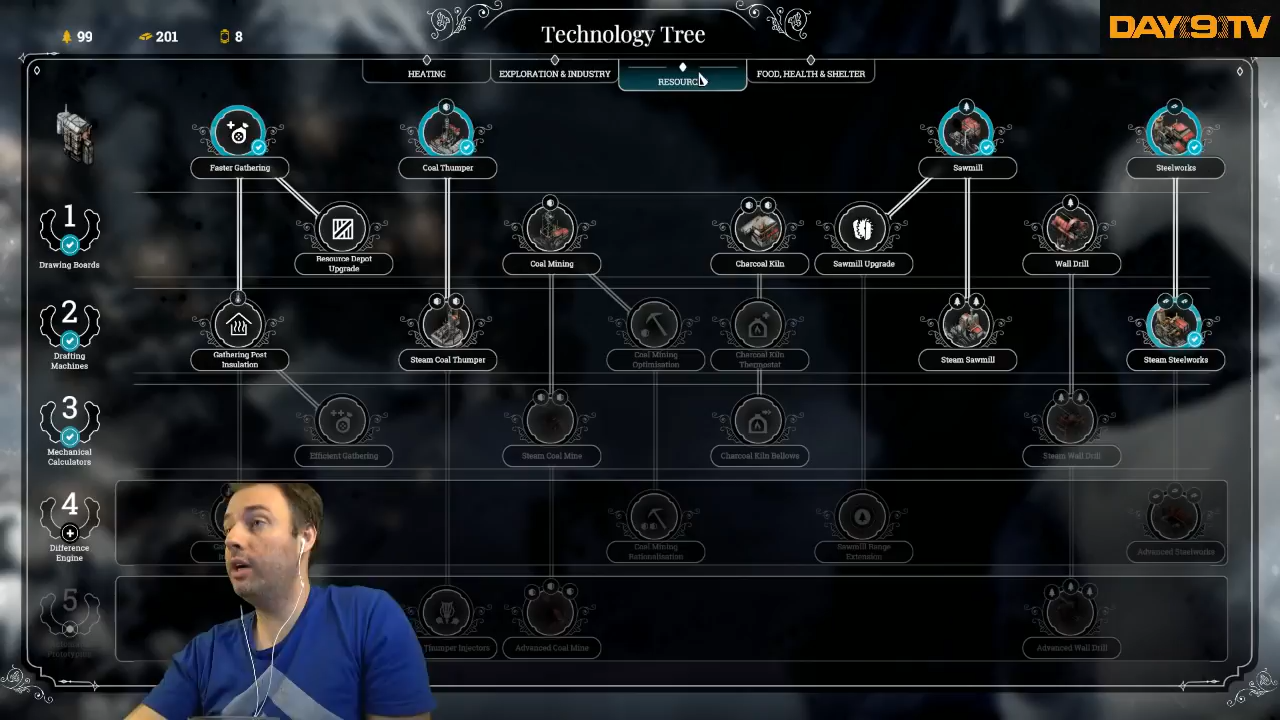 99
201
8
Technology Tree
DAY[9].TV
HEATING
EXPLORATION & INDUSTRY
FOOD, HEALTH & SHELTER
Faster Gathering
Coal Thumper
Sawmill
Steelworks
1
Drawing Boards
Resource Depot
Upgrade
Coal Mining
Charcoal Kiln
Sawmill Upgrade
Wall Drill
2
Drafting
Machines
Gathering Post
Insulation
Steam Coal Thumper
Coal Mining
Optimisation
Charcoal Kiln
Thermostat
Steam Sawmill
Steam Steelworks
3
Mechanical
Calculators
Efficient Gathering
Steam Coal Mine
Charcoal Kiln Bellows
Steam Wall Drill
4
Difference
Engine
Coal Mining
Rationalisation
Sawmill Range
Extension
Advanced Steelworks
5
Thumper Injectors
Advanced Coal Mine
Advanced Wall Drill